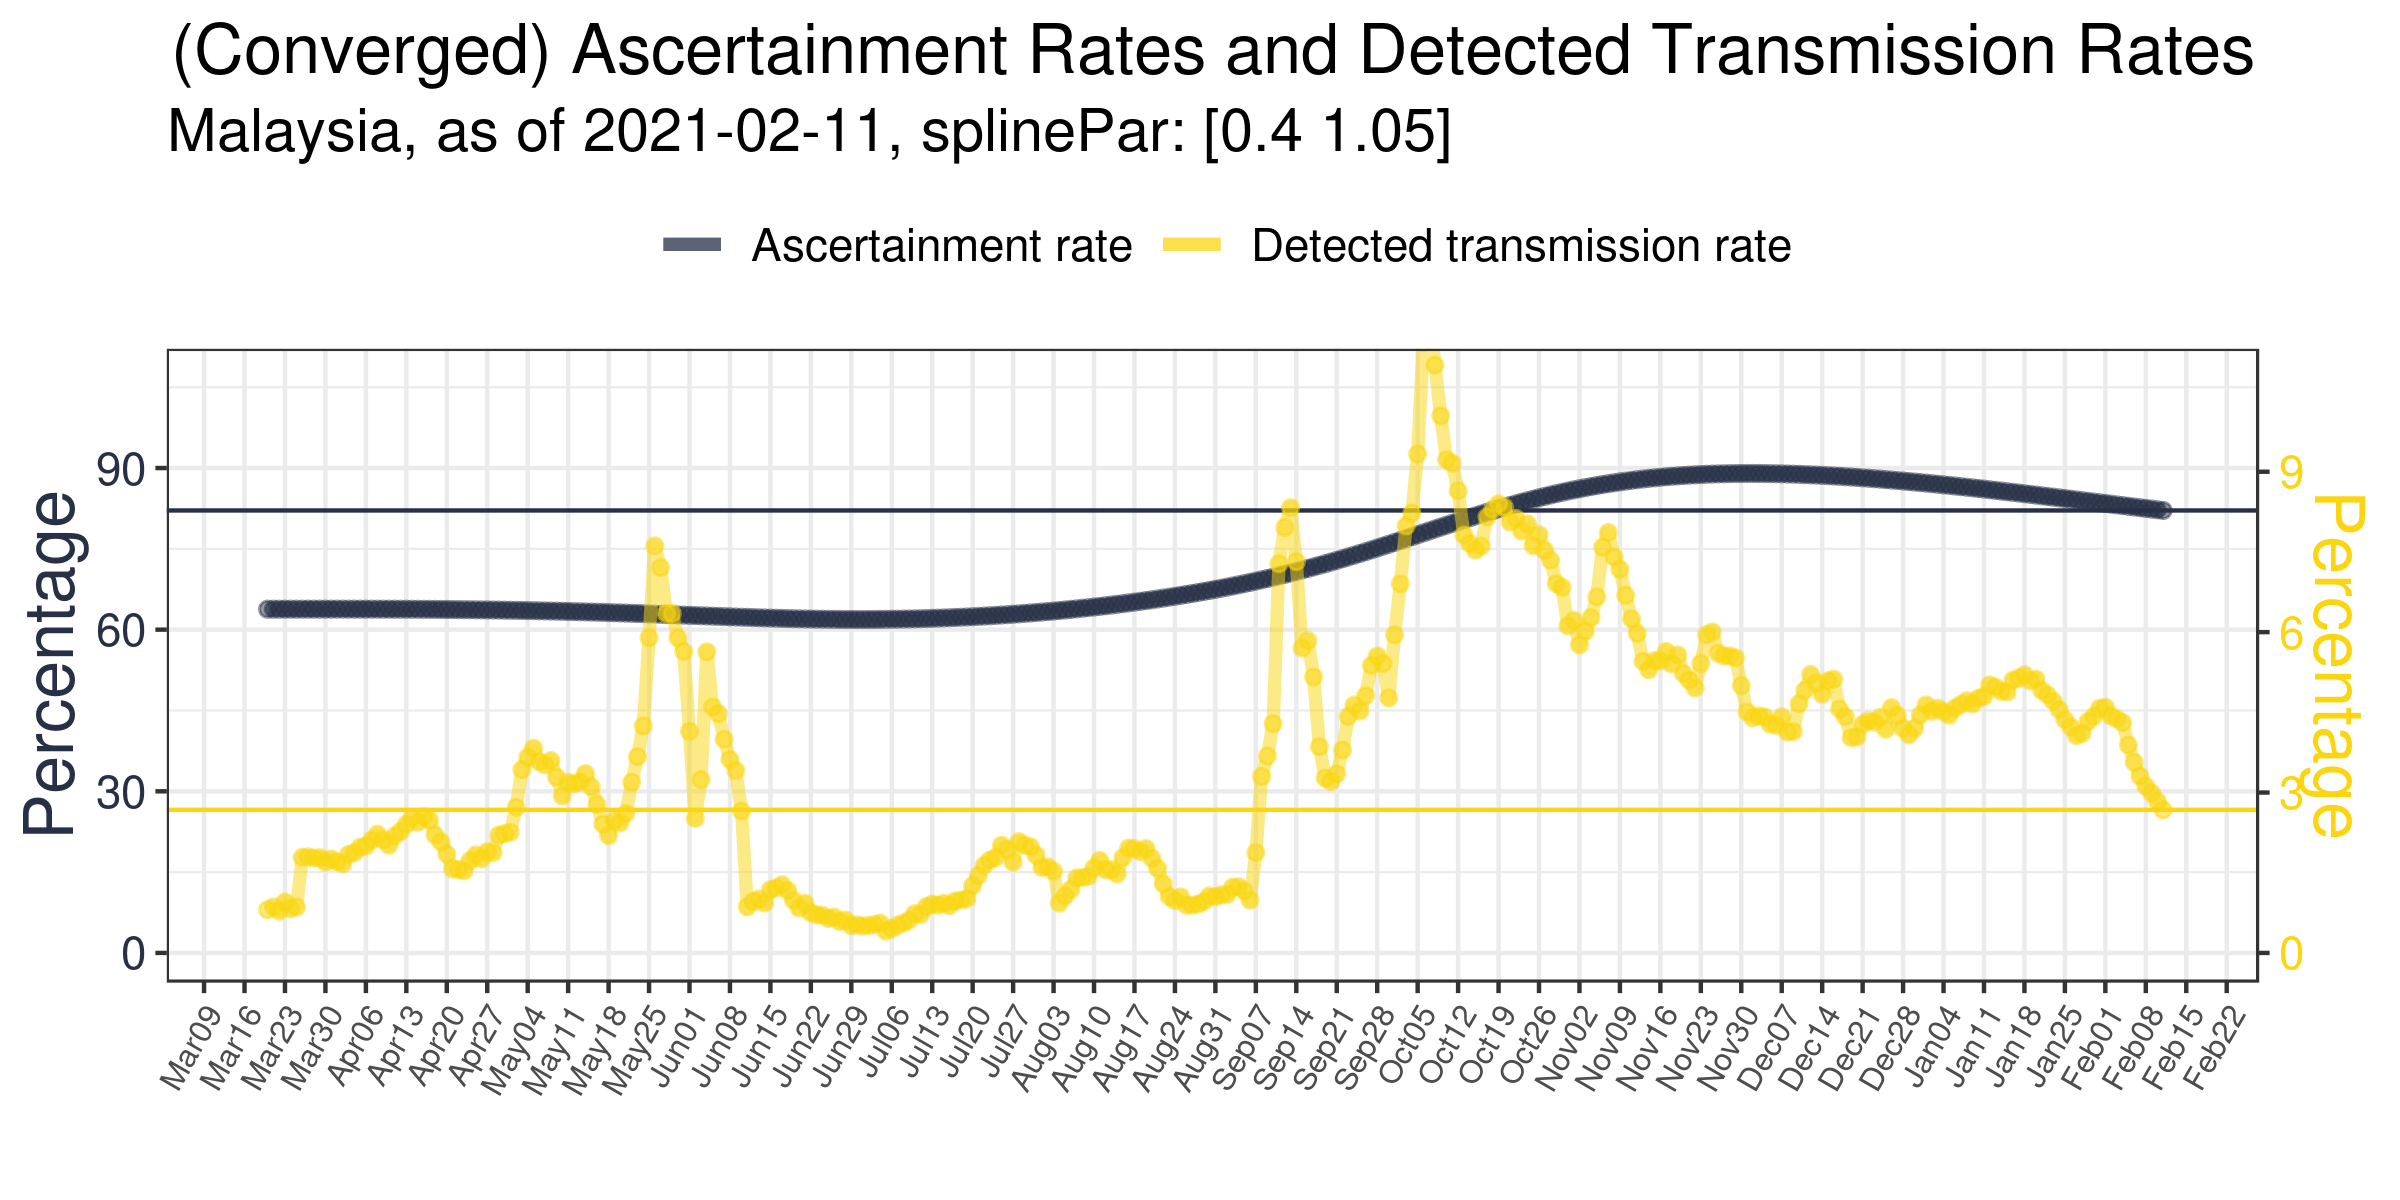 (Converged) Ascertainment Rates and Detected Transmission Rates
Malaysia, as of 2021-02-11, splinePar: [0.4 1.05]
Ascertainment rate Detected transmission rate
Percentage
90
60
30
0
9
6
3
0
Percentage
Mar09 Mar16 Mar23 Mar30 Apr06 Apr13 Apr20 Apr27 May04 May11 May18 May25 Jun01 Jun08 Jun15 Jun22 Jun29 Jul06 Jul13 Jul20 Jul27 Aug03 Aug10 Aug17 Aug24 Aug31 Sep07 Sep14 Sep21 Sep28 Oct05 Oct12 Oct19 Oct26 Nov02 Nov09 Nov16 Nov23 Nov30 Dec07 Dec14 Dec21 Dec28 Jan04 Jan11 Jan18 Jan25 Feb01 Feb08 Feb15 Feb22